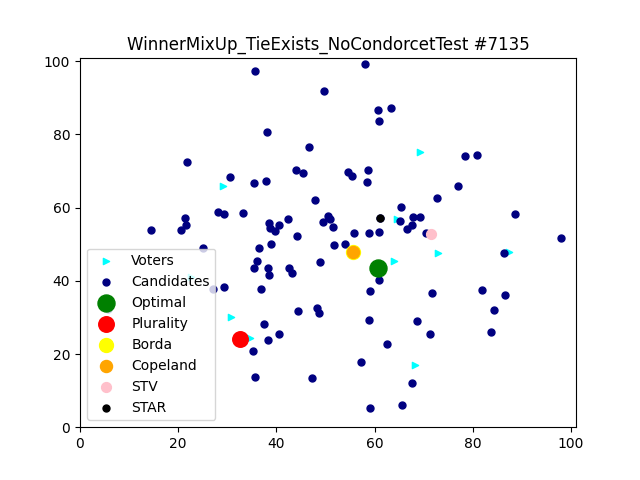 WinnerMixUp_TieExists_NoCondorcetTest #7135
100
80
60
40
20
0
0 20 40 60 80 100
Voters
Candidates
Optimal
Plurality
Borda
Copeland
STV
STAR